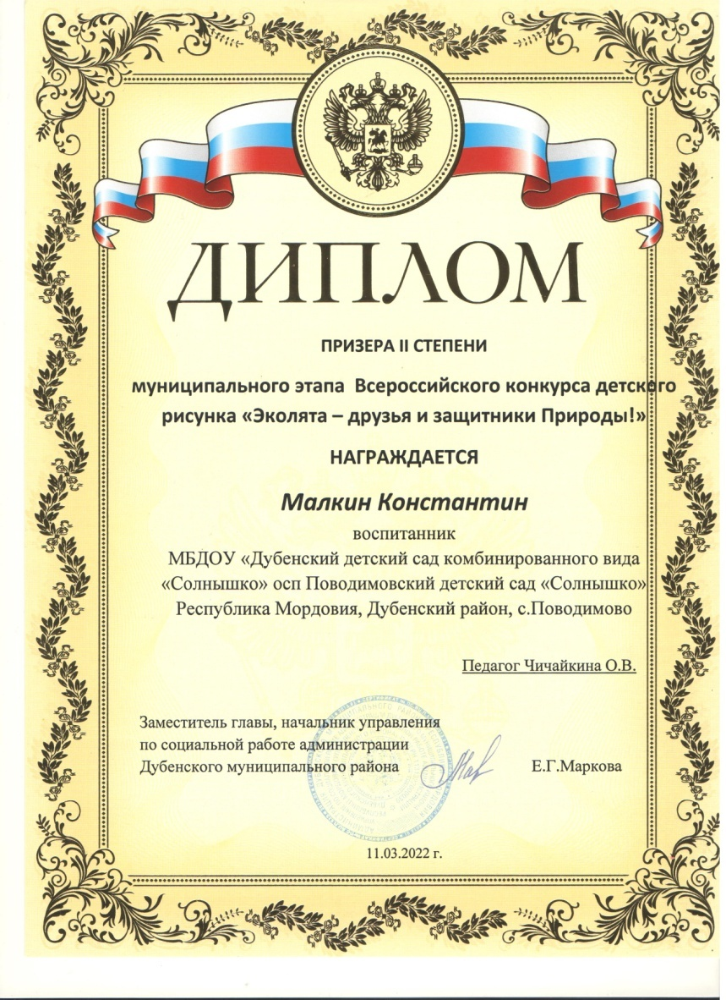 ДИПЛОМ
ПРИЗЕРА II СТЕПЕНИ
муниципального этапа Всероссийского конкурса детского
рисунка «Эколята – друзья и защитники Природы!»
НАГРАЖДАЕТСЯ
Малкин Константин
воспитанник
МБДОУ «Дубенский детский сад комбинированного вида
«Солнышко» осп Поводимовский детский сад «Солнышко»
Республика Мордовия, Дубенский район, с.Поводимово
Педагог Чичайкина О.В.
Заместитель главы, начальник управления
по социальной работе администрации
Дубенского муниципального района Е.Г.Маркова
11.03.2022 г.